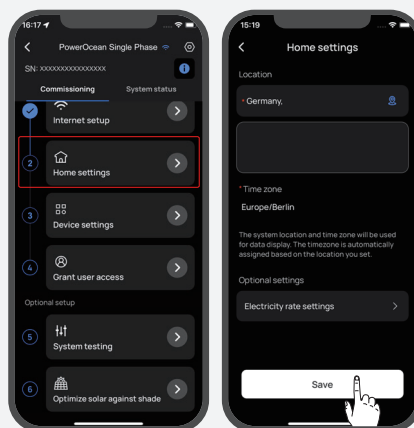 16:17
PowerOcean Single Phase
SN: xxxxxxxxxxxxxxxx
Commissioning
System status
Internet setup
2
Home settings
3
Device settings
4
Grant user access
Optional setup
5
System testing
6
Optimize solar against shade
15:19
Home settings
Location
* Germany,
* Time zone
Europe/Berlin
The system location and time zone will be used
for data display. The timezone is automatically
assigned based on the location you set.
Optional settings
Electricity rate settings
Save